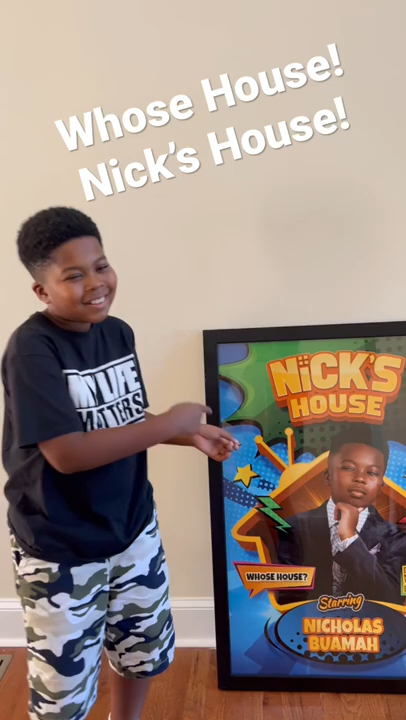 Whose House!
Nick's House!
MY LIFE
MATTERS
NICK'S
HOUSE
WHOSE HOUSE?
Starring
NICHOLAS
BUAMAH